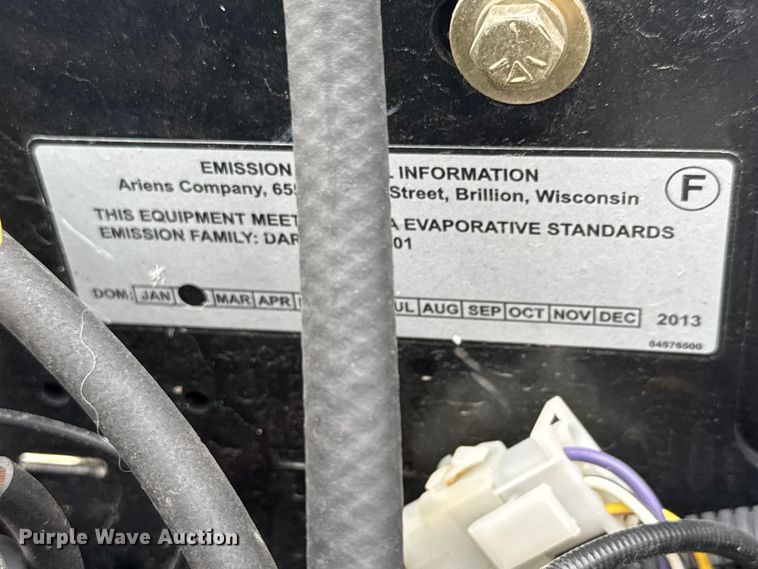 EMISSION L INFORMATION
Ariens Company, 65 Street, Brillion, Wisconsin
F
THIS EQUIPMENT MEET A EVAPORATIVE STANDARDS
EMISSION FAMILY: DAR 01
DOM: JAN MAR APR UL AUG SEP OCT NOV DEC 2013
04576600
Purple Wave Auction